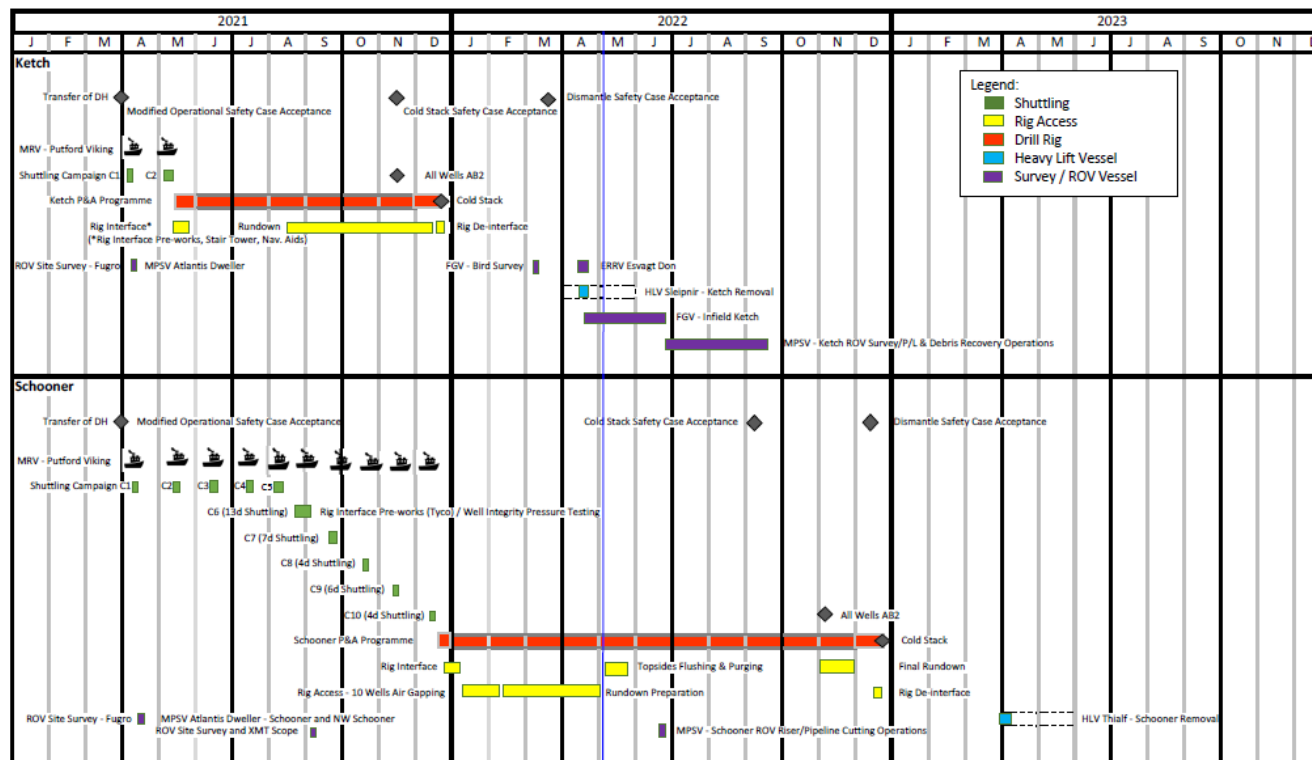 2021 2022 2023
J F M A M J J A S O N D J F M A M J J A S O N D J F M A M J J A S O N D
Ketch
Legend:
Shuttling
Rig Access
Drill Rig
Heavy Lift Vessel
Survey / ROV Vessel
Transfer of DH
Modified Operational Safety Case Acceptance
Cold Stack Safety Case Acceptance
Dismantle Safety Case Acceptance
MRV - Putford Viking
Shuttling Campaign C1 C2 All Wells AB2
Ketch P&A Programme Cold Stack
Rig Interface* Rundown Rig De-interface
(*Rig Interface Pre-works, Stair Tower, Nav. Aids)
ROV Site Survey - Fugro MPSV Atlantis Dweller FGV - Bird Survey ERRV Esvagt Don
HLV Sleipnir - Ketch Removal
FGV - Infield Ketch
MPSV - Ketch ROV Survey/P/L & Debris Recovery Operations
Schooner
Transfer of DH Modified Operational Safety Case Acceptance Cold Stack Safety Case Acceptance Dismantle Safety Case Acceptance
MRV - Putford Viking
Shuttling Campaign C1 C2 C3 C4 C5
C6 (13d Shuttling) Rig Interface Pre-works (Tyco) / Well Integrity Pressure Testing
C7 (7d Shuttling)
C8 (4d Shuttling)
C9 (6d Shuttling)
C10 (4d Shuttling) All Wells AB2
Schooner P&A Programme Cold Stack
Rig Interface Topsides Flushing & Purging Final Rundown
Rig Access - 10 Wells Air Gapping Rundown Preparation Rig De-interface
ROV Site Survey - Fugro MPSV Atlantis Dweller - Schooner and NW Schooner HLV Thialf - Schooner Removal
ROV Site Survey and XMT Scope MPSV - Schooner ROV Riser/Pipeline Cutting Operations